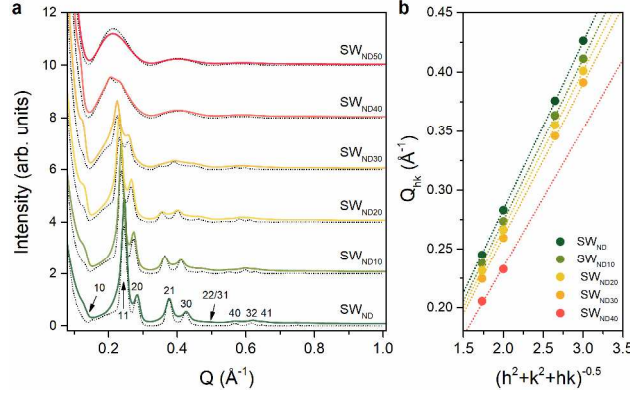 a
b
12
10
8
6
4
2
0
Intensity (arb. units)
SW_ND50
SW_ND40
SW_ND30
SW_ND20
SW_ND10
SW_ND
10
11
20
21
30
22/31
40 32 41
0.2 0.4 0.6 0.8 1.0
Q (Å⁻¹)
0.45
0.40
0.35
0.30
0.25
0.20
Q_hk (Å⁻¹)
SW_ND
SW_ND10
SW_ND20
SW_ND30
SW_ND40
1.5 2.0 2.5 3.0 3.5
(h²+k²+hk)⁻⁰·⁵